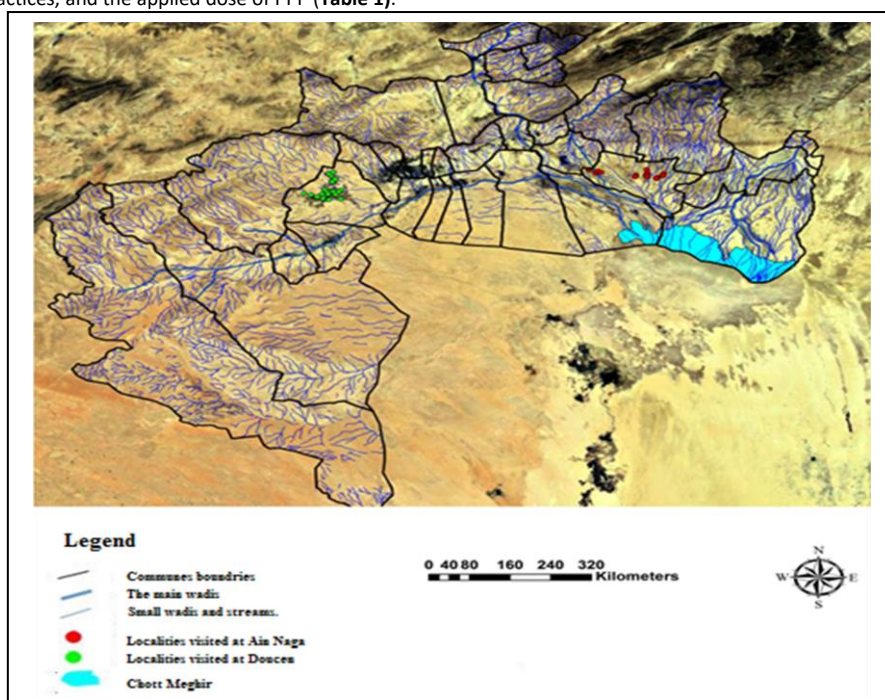 actices, and the applied dose of PPP (Table 1).
Legend
Communes boundries
The main wadis
Small wadis and streams.
Localities visited at Ain Naga
Localities visited at Doucen
Chott Meghir
0 40 80 160 240 320
Kilometers
N
W E
S